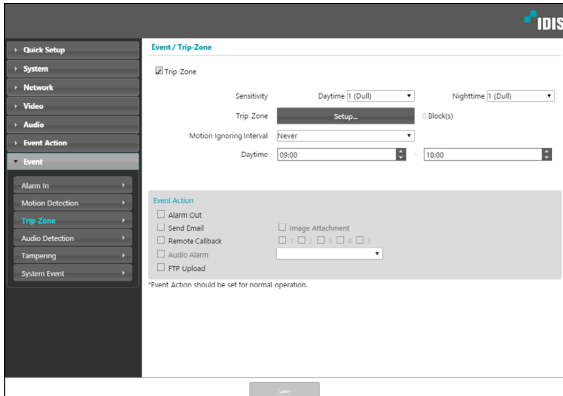 IDIS
Quick Setup
System
Network
Video
Audio
Event Action
Event
Alarm In
Motion Detection
Trip-Zone
Audio Detection
Tampering
System Event
Event / Trip-Zone
Trip-Zone
Sensitivity Daytime 1 (Dull) Nighttime 1 (Dull)
Trip-Zone Setup... 0 Block(s)
Motion Ignoring Interval Never
Daytime 09:00 ~ 18:00
Event Action
Alarm Out
Send Email Image Attachment
Remote Callback 1 2 3 4 5
Audio Alarm
FTP Upload
*Event Action should be set for normal operation.
Save